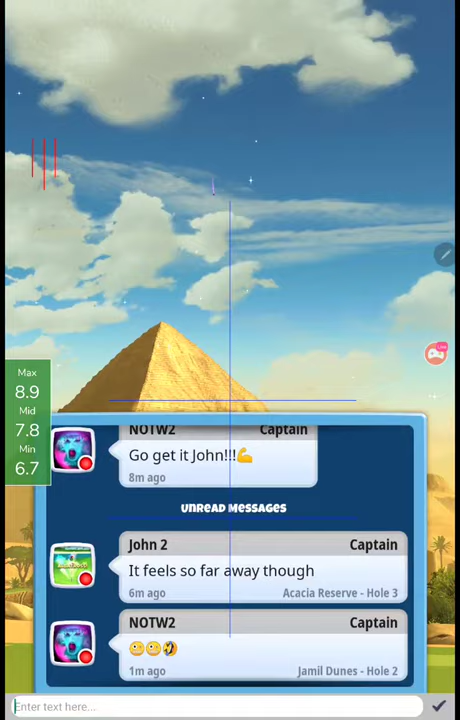 Max
8.9
Mid
7.8
Min
6.7
NOTW2 Captain
Go get it John!!!💪
8m ago
Unread Messages
John 2 Captain
It feels so far away though
6m ago Acacia Reserve - Hole 3
NOTW2 Captain
1m ago Jamil Dunes - Hole 2
Enter text here...